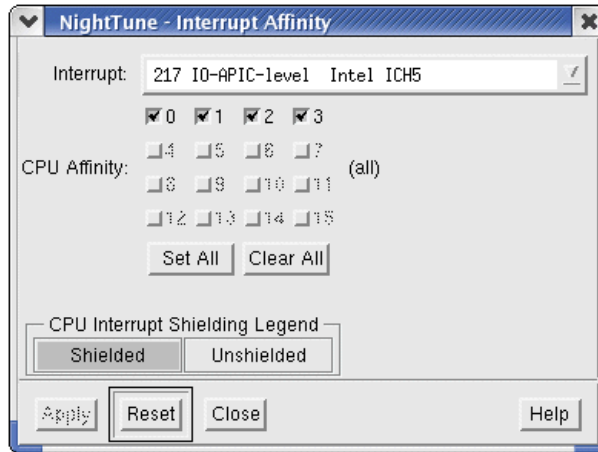 NightTune - Interrupt Affinity
Interrupt: 217 IO-APIC-level Intel ICH5
0 1 2 3
4 5 6 7
CPU Affinity: (all)
8 9 10 11
12 13 14 15
Set All Clear All
CPU Interrupt Shielding Legend
Shielded Unshielded
Apply Reset Close Help